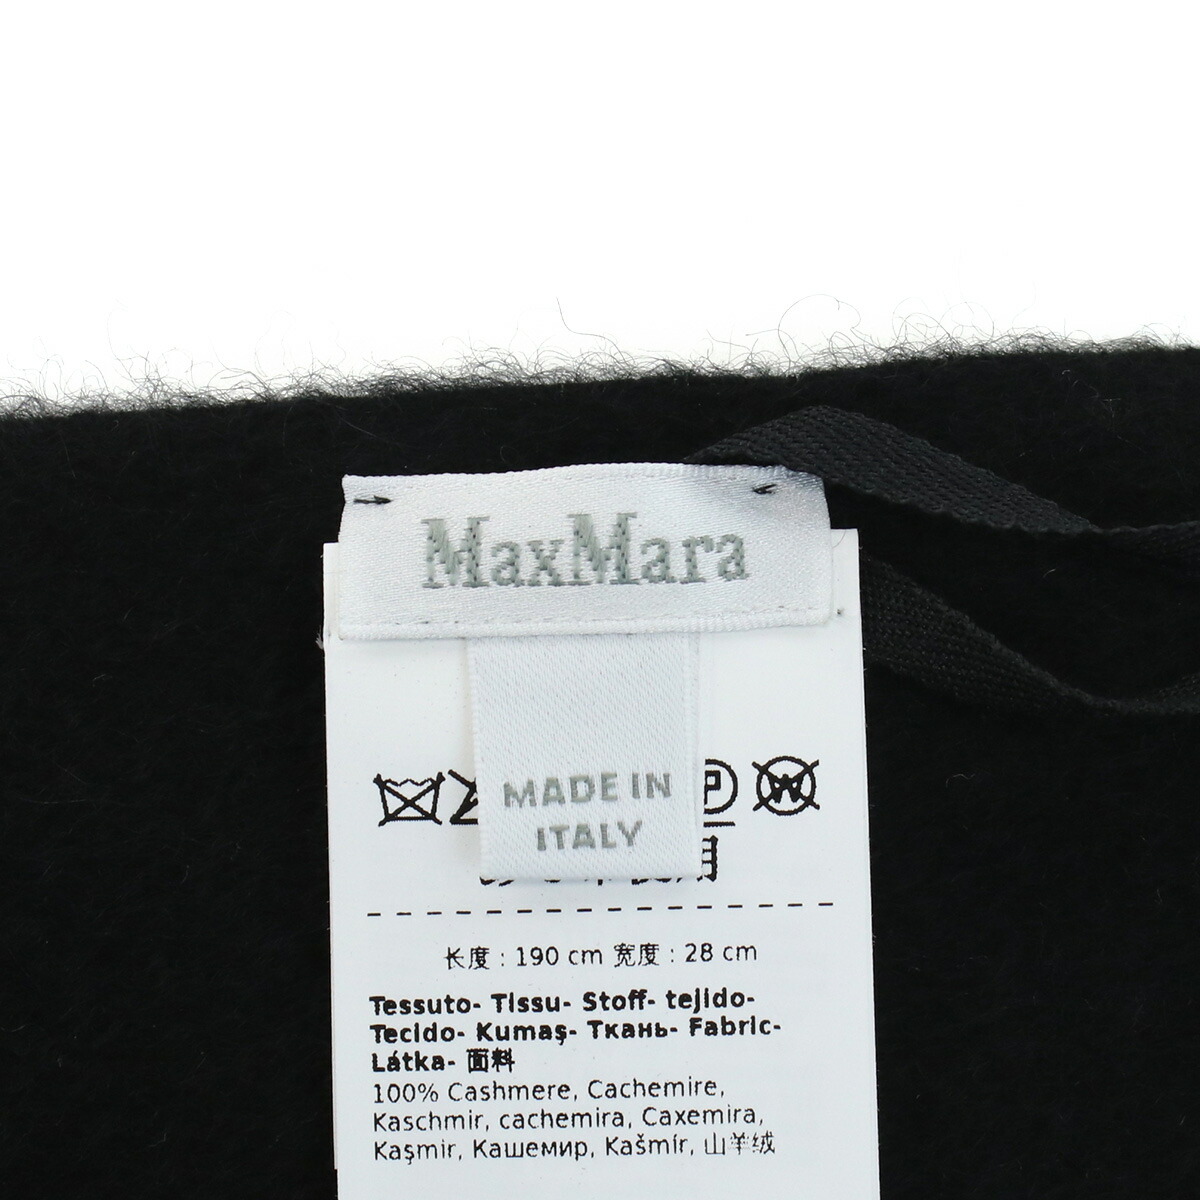 MaxMara
MADE IN
ITALY
长度 : 190 cm 宽度 : 28 cm
Tessuto- Tissu- Stoff- tejido-
Tecido- Kumaş- Ткань- Fabric-
Látka- 面料
100% Cashmere, Cachemire,
Kaschmir, cachemira, Caxemira,
Kaşmir, Кашемир, Kašmír, 山羊绒